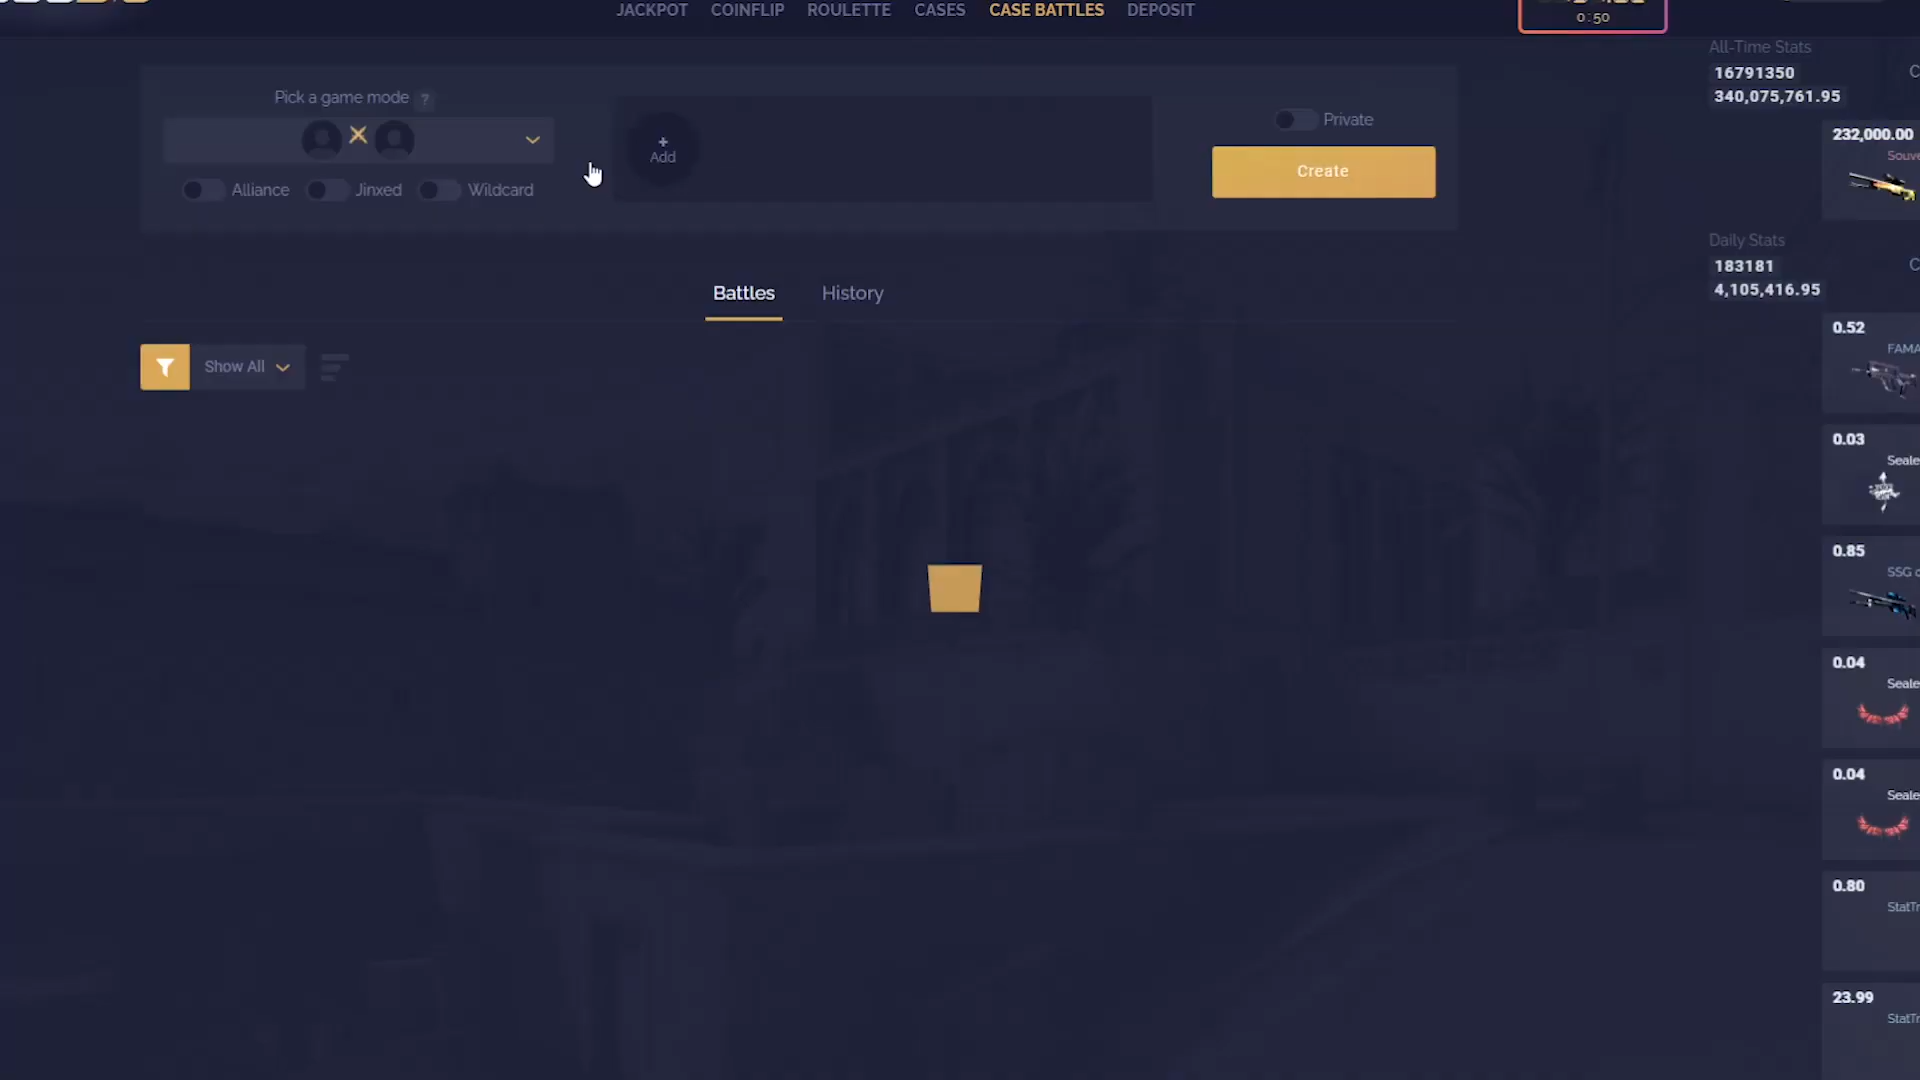 JACKPOT COINFLIP ROULETTE CASES CASE BATTLES DEPOSIT
0:50
All-Time Stats
16791350
340,075,761.95
Pick a game mode ?
Private
+
Add
Create
Alliance Jinxed Wildcard
232,000.00
Souve
Daily Stats
183181
4,105,416.95
Battles History
Show All
0.52
FAMA
0.03
Seale
0.85
SSG
0.04
Seale
0.04
Seale
0.80
StatTr
23.99
StatTr